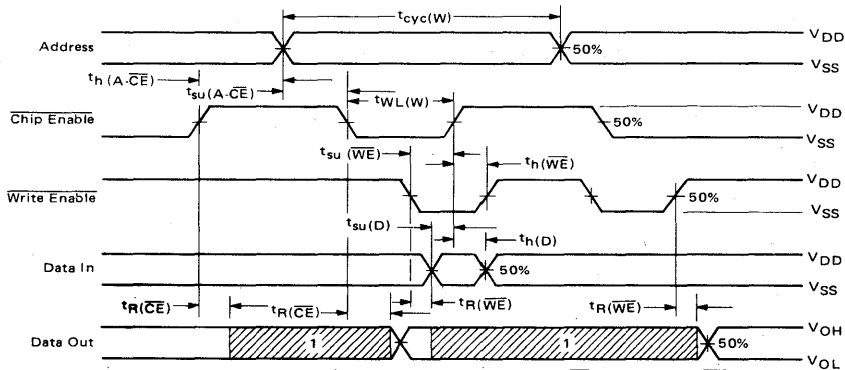 tcyc(W)
Address
50%
VDD
VSS
th(A-CE)
tsu(A-CE)
tWL(W)
Chip Enable
50%
VDD
VSS
tsu(WE)
th(WE)
Write Enable
50%
VDD
VSS
tsu(D)
th(D)
Data In
50%
VDD
VSS
tR(CE)
tR(CE)
tR(WE)
tR(WE)
Data Out
1
1
50%
VOH
VOL